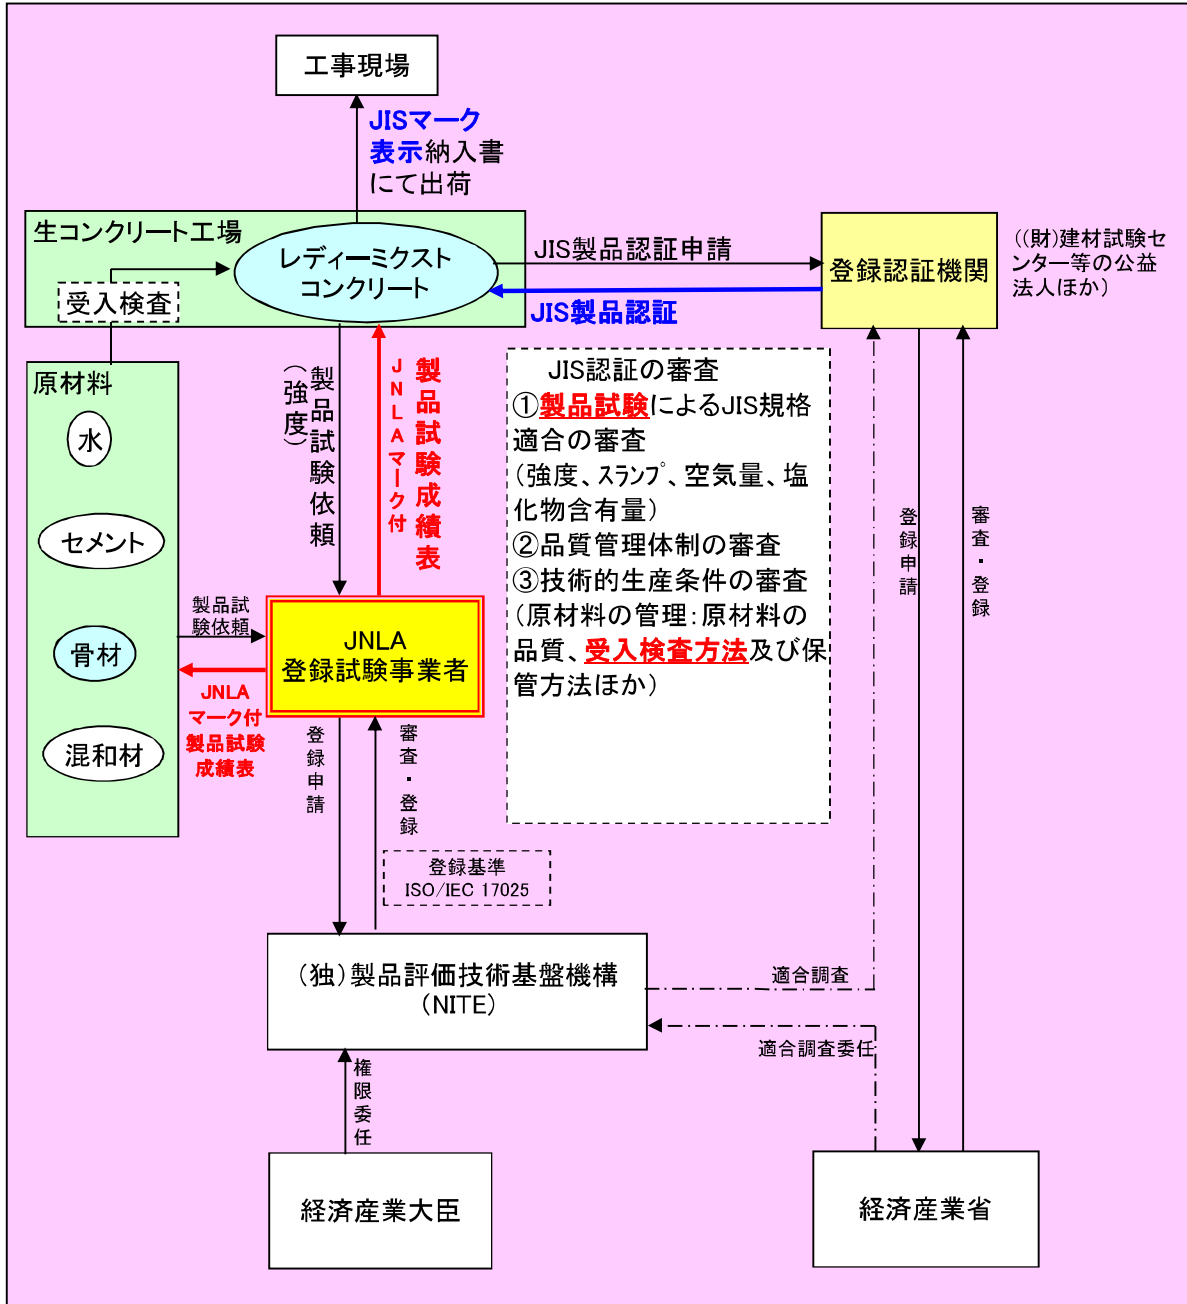 工事現場
JISマーク
表示納入書
にて出荷
生コンクリート工場
レディーミクスト
コンクリート
受入検査
JIS製品認証申請
JIS製品認証
登録認証機関
((財)建材試験セ
ンター等の公益
法人ほか)
原材料
水
セメント
骨材
混和材
製品試験依頼
(強度)
JNLAマーク付
製品試験成績表
JIS認証の審査
①製品試験によるJIS規格
適合の審査
(強度、スランプ、空気量、塩
化物含有量)
②品質管理体制の審査
③技術的生産条件の審査
(原材料の管理:原材料の
品質、受入検査方法及び保
管方法ほか)
登録申請
審査・登録
製品試
験依頼
JNLA
マーク付
製品試験
成績表
JNLA
登録試験事業者
登録申請
審査・登録
登録基準
ISO/IEC 17025
(独)製品評価技術基盤機構
(NITE)
適合調査
適合調査委任
権限委任
経済産業大臣
経済産業省